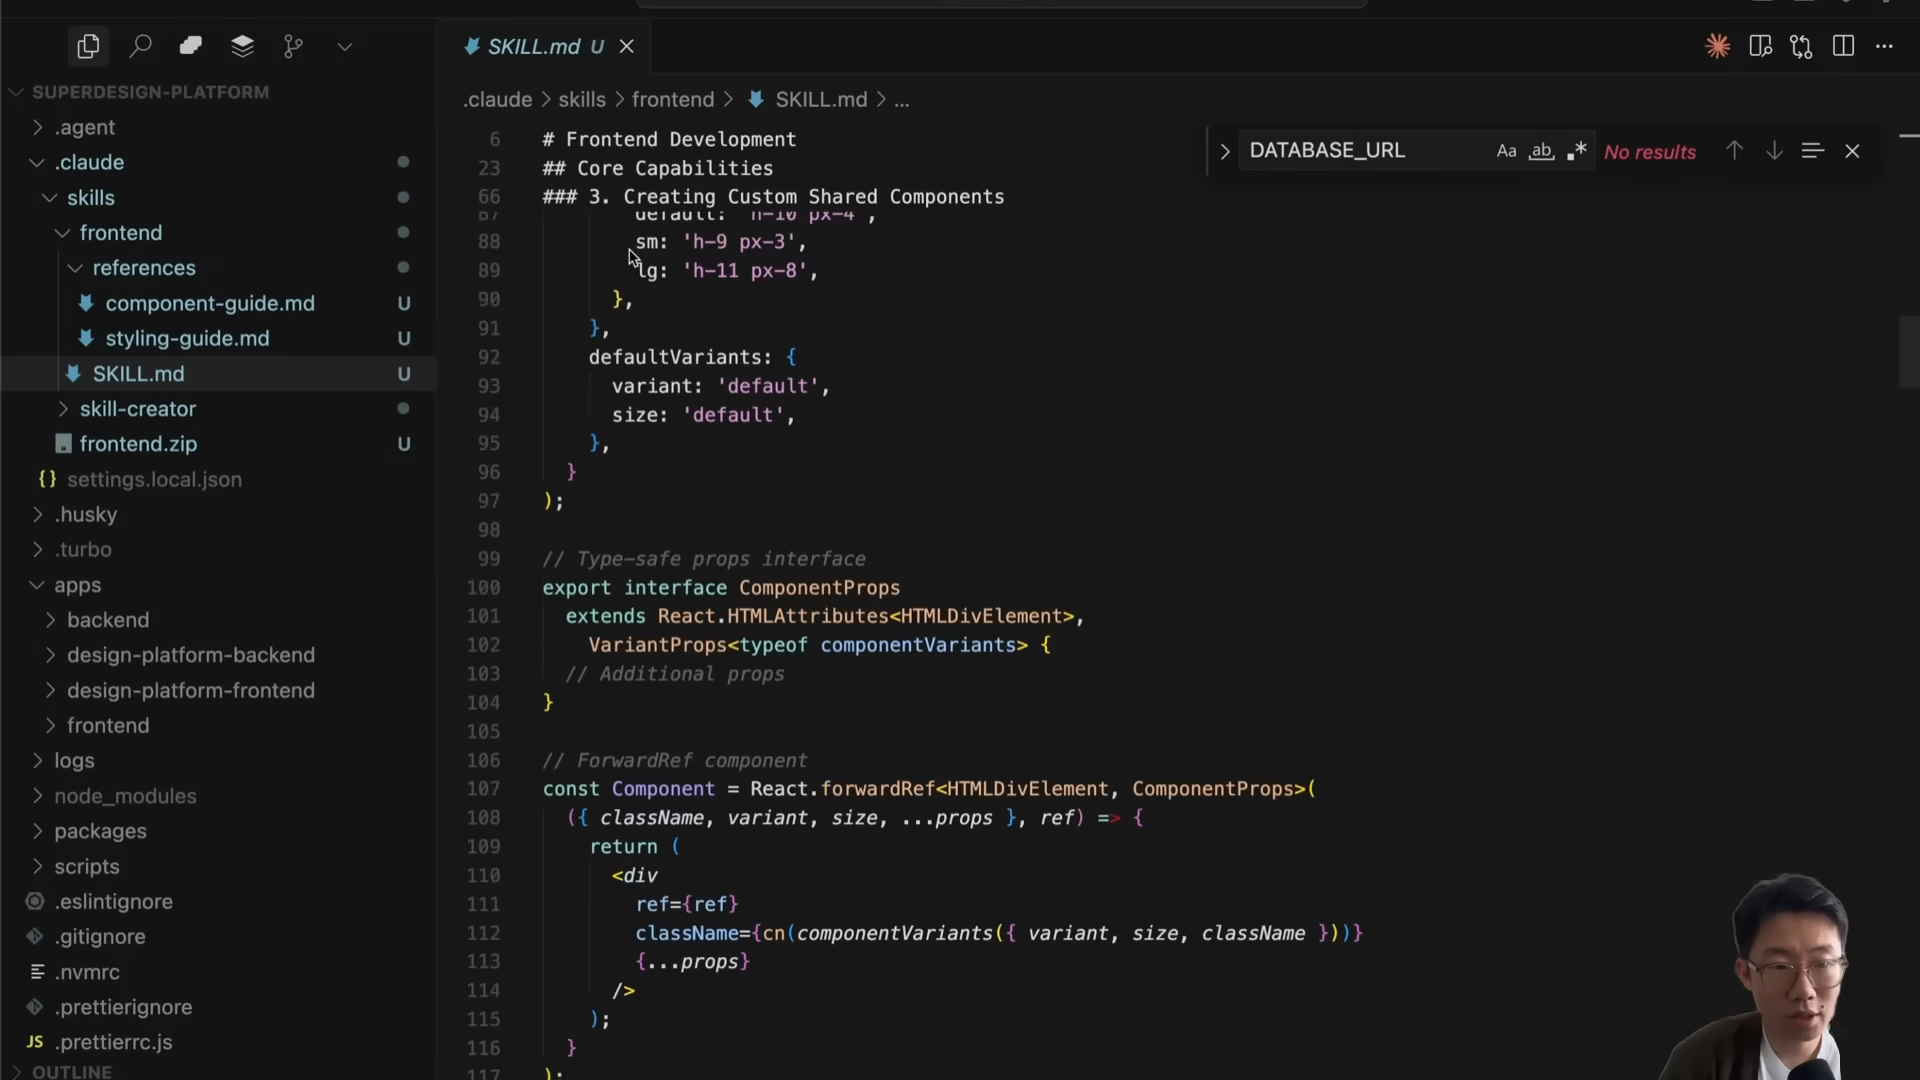 SKILL.md U
SUPERDESIGN-PLATFORM
.agent
.claude
skills
frontend
references
component-guide.md U
styling-guide.md U
SKILL.md U
skill-creator
frontend.zip U
{} settings.local.json
.husky
.turbo
apps
backend
design-platform-backend
design-platform-frontend
frontend
logs
node_modules
packages
scripts
.eslintignore
.gitignore
.nvmrc
.prettierignore
JS .prettierrc.js
OUTLINE
.claude > skills > frontend > SKILL.md > ...
DATABASE_URL Aa ab .* No results
6 # Frontend Development
23 ## Core Capabilities
66 ### 3. Creating Custom Shared Components
87 default: 'h-10 px-4',
88 sm: 'h-9 px-3',
89 lg: 'h-11 px-8',
90 },
91 },
92 defaultVariants: {
93 variant: 'default',
94 size: 'default',
95 },
96 }
97 );
98
99 // Type-safe props interface
100 export interface ComponentProps
101 extends React.HTMLAttributes<HTMLDivElement>,
102 VariantProps<typeof componentVariants> {
103 // Additional props
104 }
105
106 // ForwardRef component
107 const Component = React.forwardRef<HTMLDivElement, ComponentProps>(
108 ({ className, variant, size, ...props }, ref) => {
109 return (
110 <div
111 ref={ref}
112 className={cn(componentVariants({ variant, size, className }))}
113 {...props}
114 />
115 );
116 }
117 );